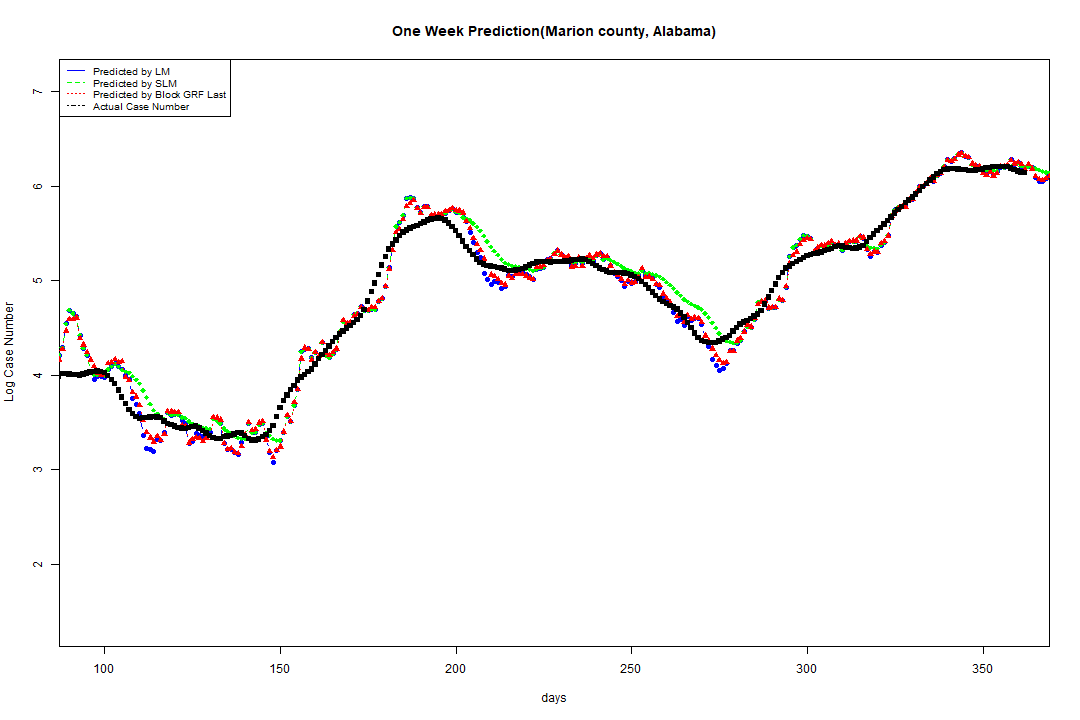 One Week Prediction(Marion county, Alabama)
Predicted by LM
Predicted by SLM
Predicted by Block GRF Last
Actual Case Number
7
6
5
4
3
2
Log Case Number
100 150 200 250 300 350
days